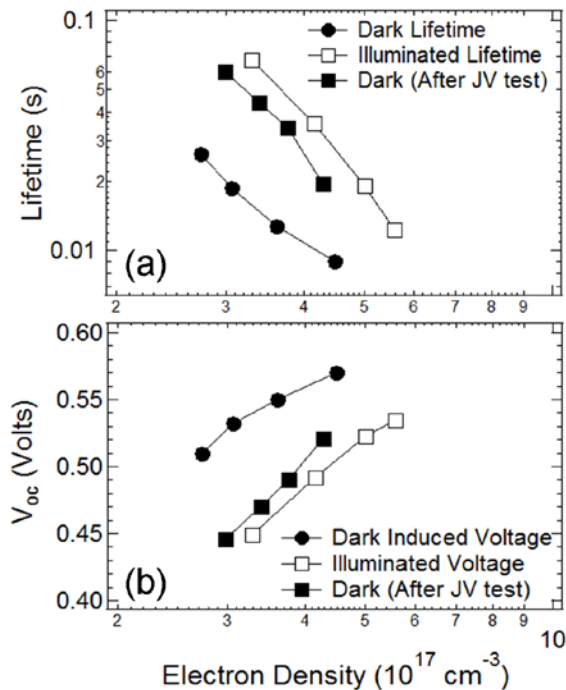 0.1
6
5
4
3
2
0.01
Lifetime (s)
Dark Lifetime
Illuminated Lifetime
Dark (After JV test)
(a)
2 3 4 5 6 7 8 9
0.60
0.55
0.50
0.45
0.40
Voc (Volts)
Dark Induced Voltage
Illuminated Voltage
Dark (After JV test)
(b)
2 3 4 5 6 7 8 9
10
Electron Density (10¹⁷ cm⁻³)